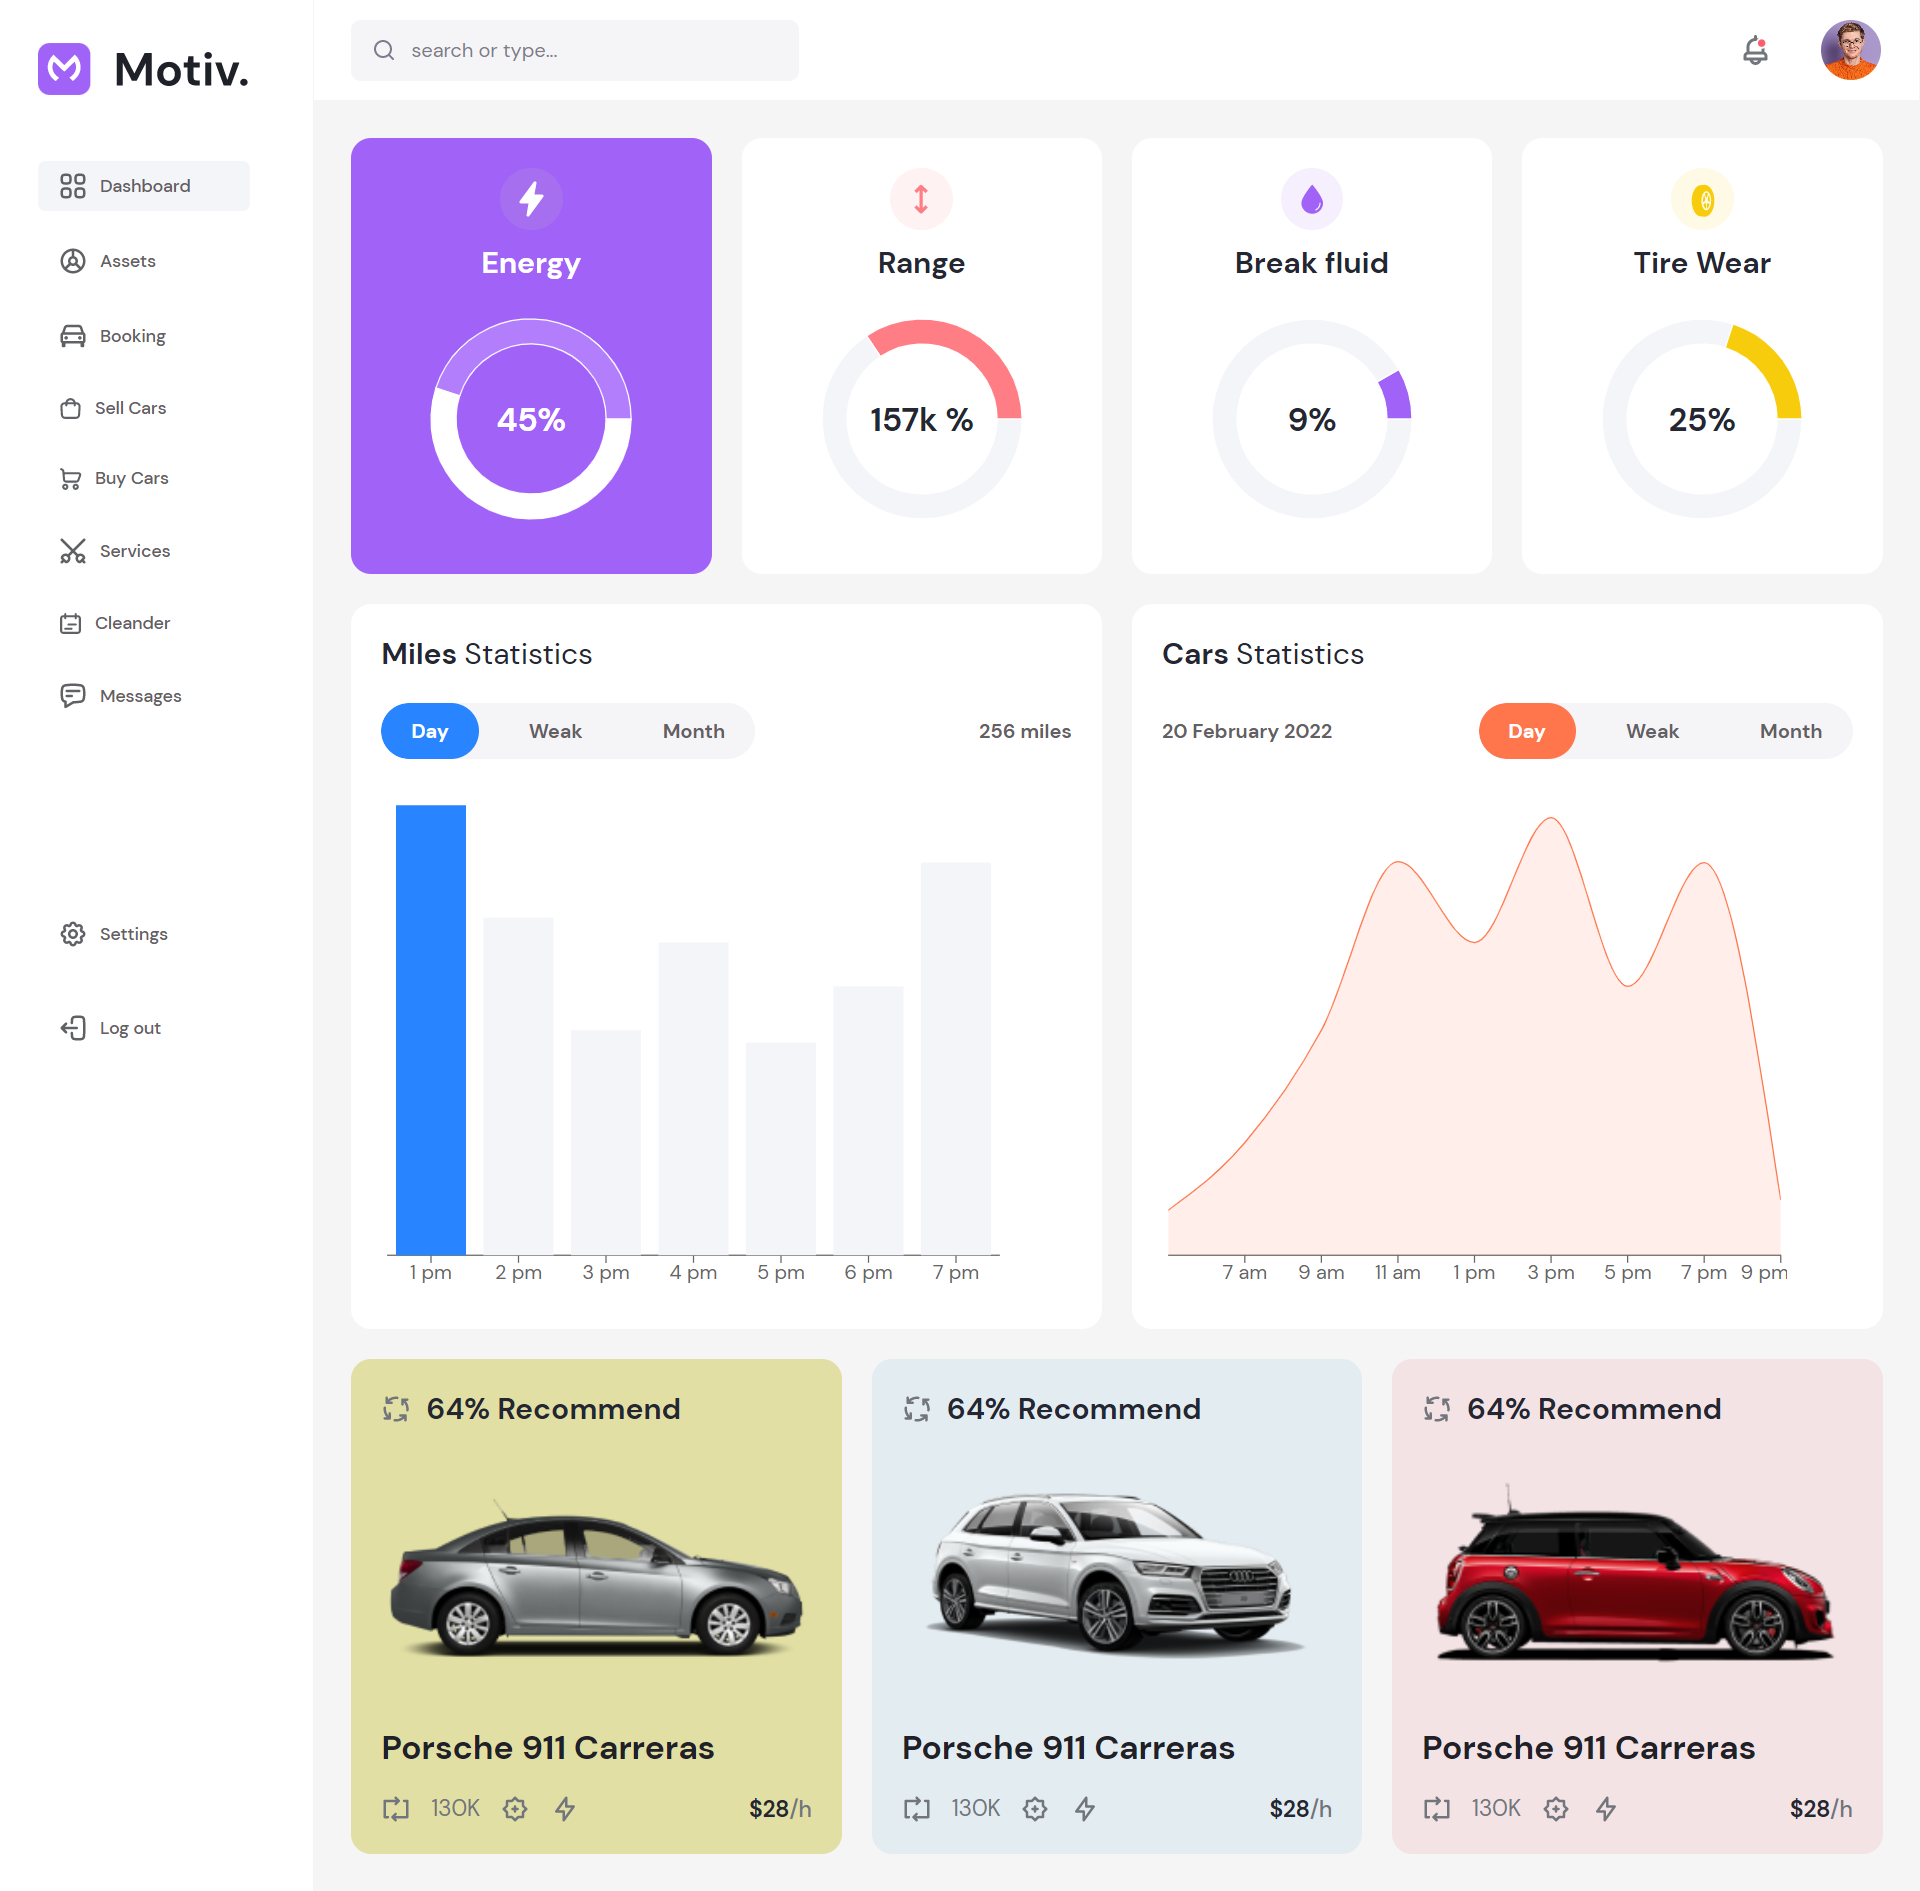 Motiv.
search or type...
Dashboard
Assets
Booking
Sell Cars
Buy Cars
Services
Cleander
Messages
Settings
Log out
Energy
45%
Range
157k %
Break fluid
9%
Tire Wear
25%
Miles Statistics
Day Weak Month 256 miles
1 pm 2 pm 3 pm 4 pm 5 pm 6 pm 7 pm
Cars Statistics
20 February 2022 Day Weak Month
7 am 9 am 11 am 1 pm 3 pm 5 pm 7 pm 9 pm
64% Recommend
Porsche 911 Carreras
130K $28/h
64% Recommend
Porsche 911 Carreras
130K $28/h
64% Recommend
Porsche 911 Carreras
130K $28/h